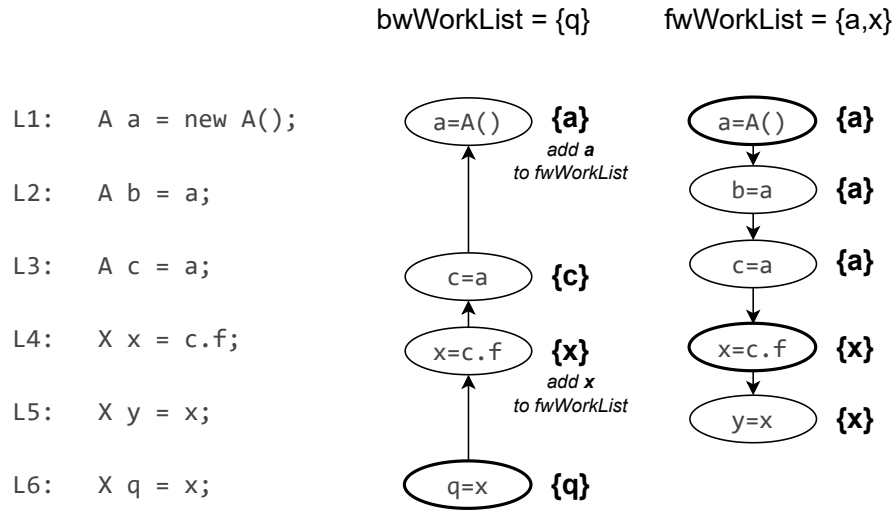 bwWorkList = {q} fwWorkList = {a,x}
L1: A a = new A(); a=A() {a} a=A() {a}
add a
to fwWorkList
L2: A b = a; b=a {a}
L3: A c = a; c=a {c} c=a {a}
L4: X x = c.f; x=c.f {x} x=c.f {x}
add x
to fwWorkList
L5: X y = x; y=x {x}
L6: X q = x; q=x {q}